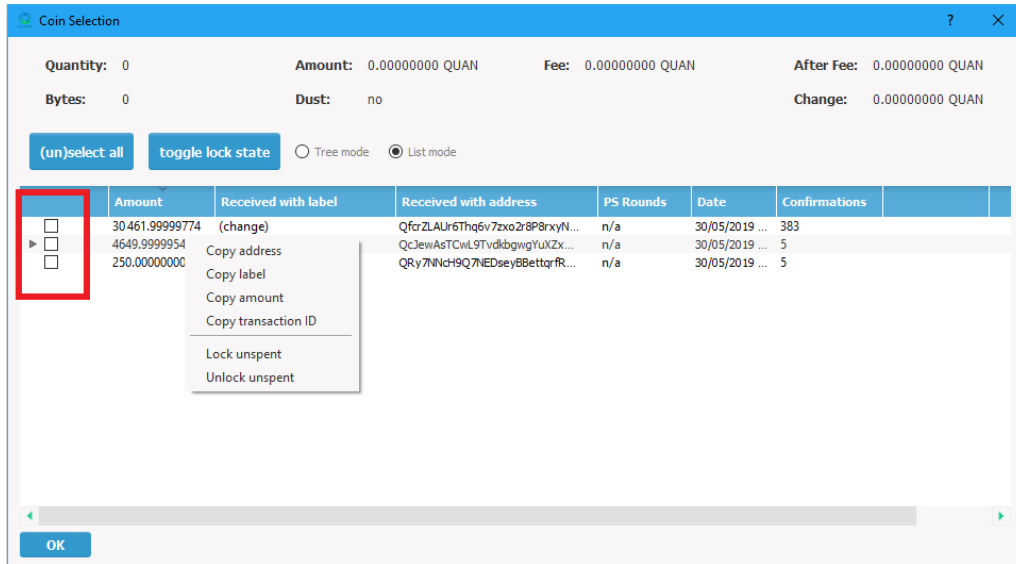 Coin Selection ?
Quantity: 0 Amount: 0.00000000 QUAN Fee: 0.00000000 QUAN After Fee: 0.00000000 QUAN
Bytes: 0 Dust: no Change: 0.00000000 QUAN
(un)select all toggle lock state Tree mode List mode
Amount Received with label Received with address PS Rounds Date Confirmations
30461.99999774 (change) QfcrZLAUr6Thq6v7zxo2r8P8rxyN... n/a 30/05/2019 ... 383
4649.9999954 QcJewAsTCwL9TvdkbgwgYuXZx... n/a 30/05/2019 ... 5
250.00000000 QRy7NNcH9Q7NEDseyBBettqrfR... n/a 30/05/2019 ... 5
Copy address
Copy label
Copy amount
Copy transaction ID
Lock unspent
Unlock unspent
OK